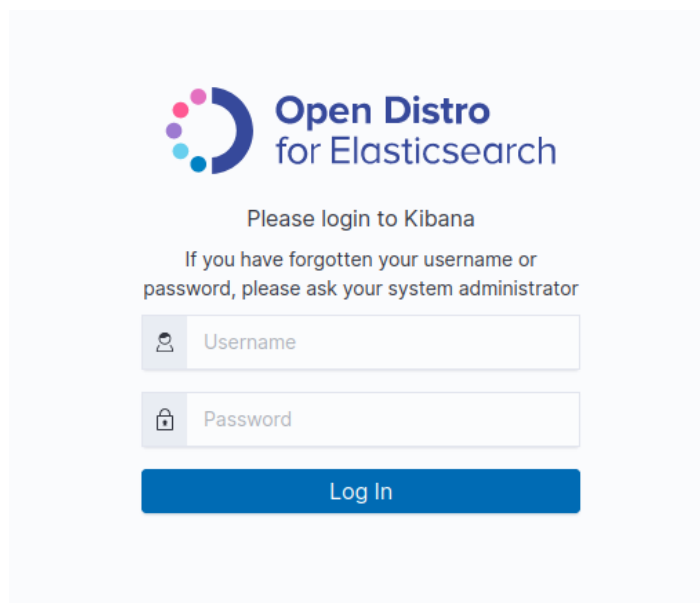 Open Distro
for Elasticsearch
Please login to Kibana
If you have forgotten your username or
password, please ask your system administrator
Username
Password
Log In